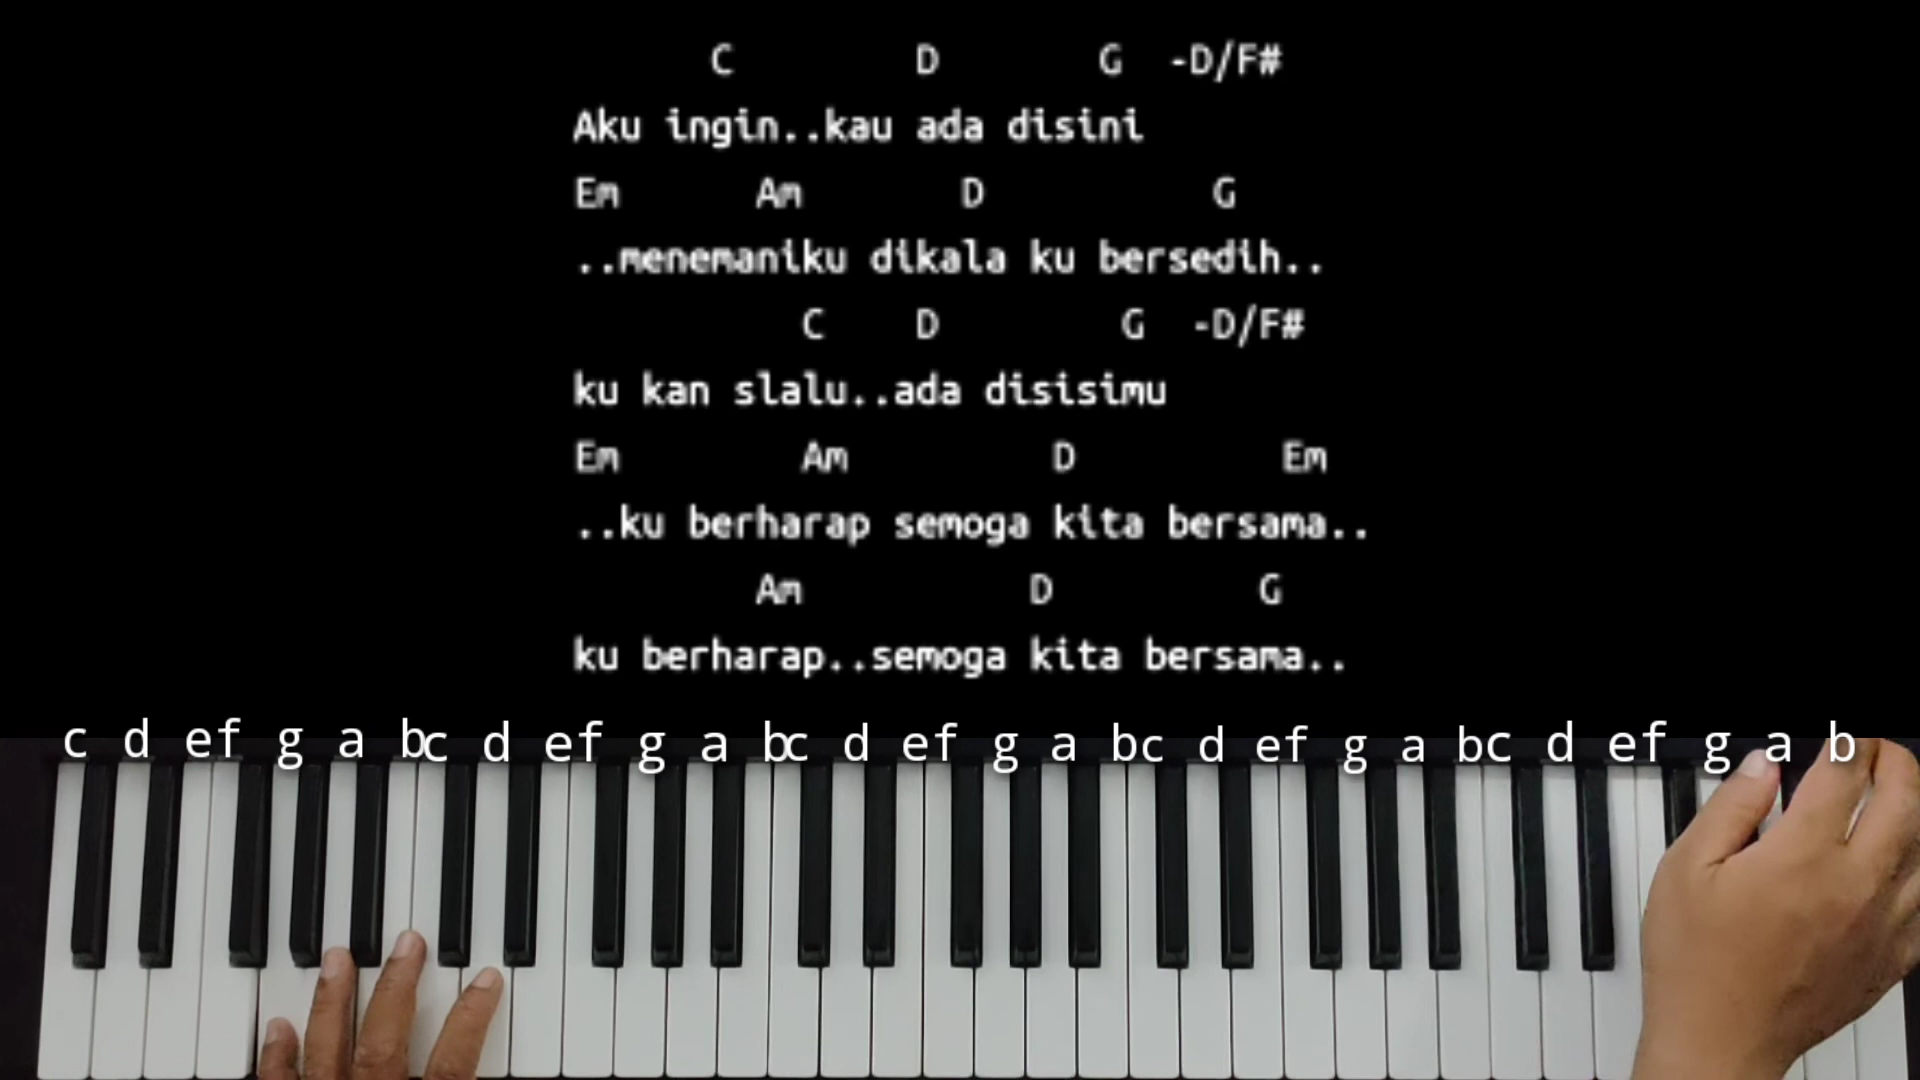 C D G -D/F#
Aku ingin..kau ada disini
Em Am D G
..menemaniku dikala ku bersedih..
C D G -D/F#
ku kan slalu..ada disisimu
Em Am D Em
..ku berharap semoga kita bersama..
Am D G
ku berharap..semoga kita bersama..
c d ef g a bc d ef g a bc d ef g a bc d ef g a bc d ef g a b